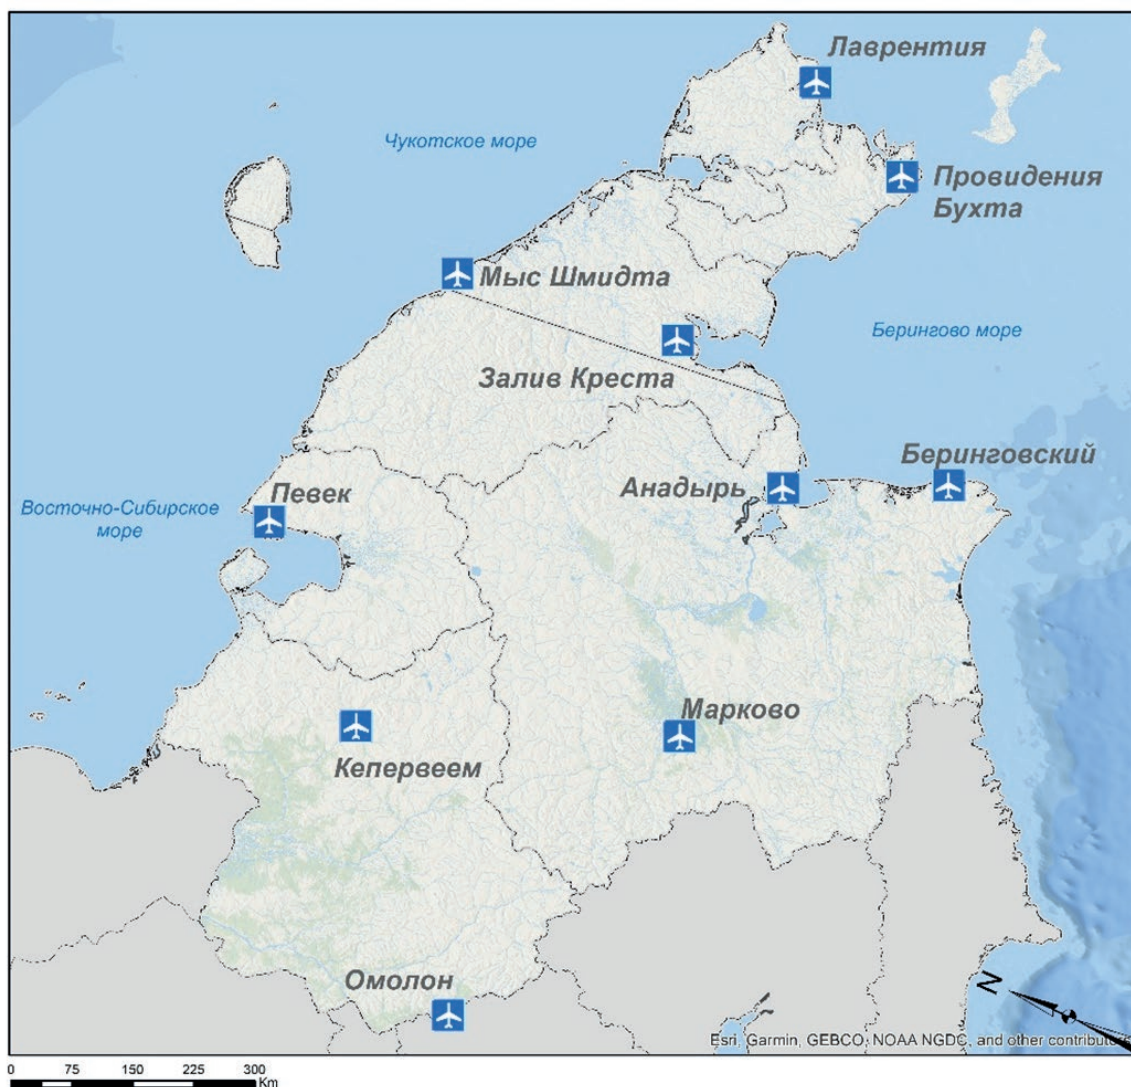 Лаврентия
Чукотское море
Провидения
Бухта
Мыс Шмидта
Берингово море
Залив Креста
Беринговский
Анадырь
Певек
Восточно-Сибирское
море
Марково
Кепервеем
Омолон
N
Esri, Garmin, GEBCO, NOAA NGDC, and other contributors
0 75 150 225 300
Km